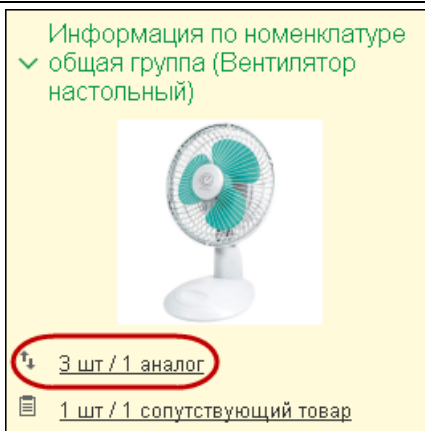 Информация по номенклатуре
общая группа (Вентилятор
настольный)
3 шт / 1 аналог
1 шт / 1 сопутствующий товар